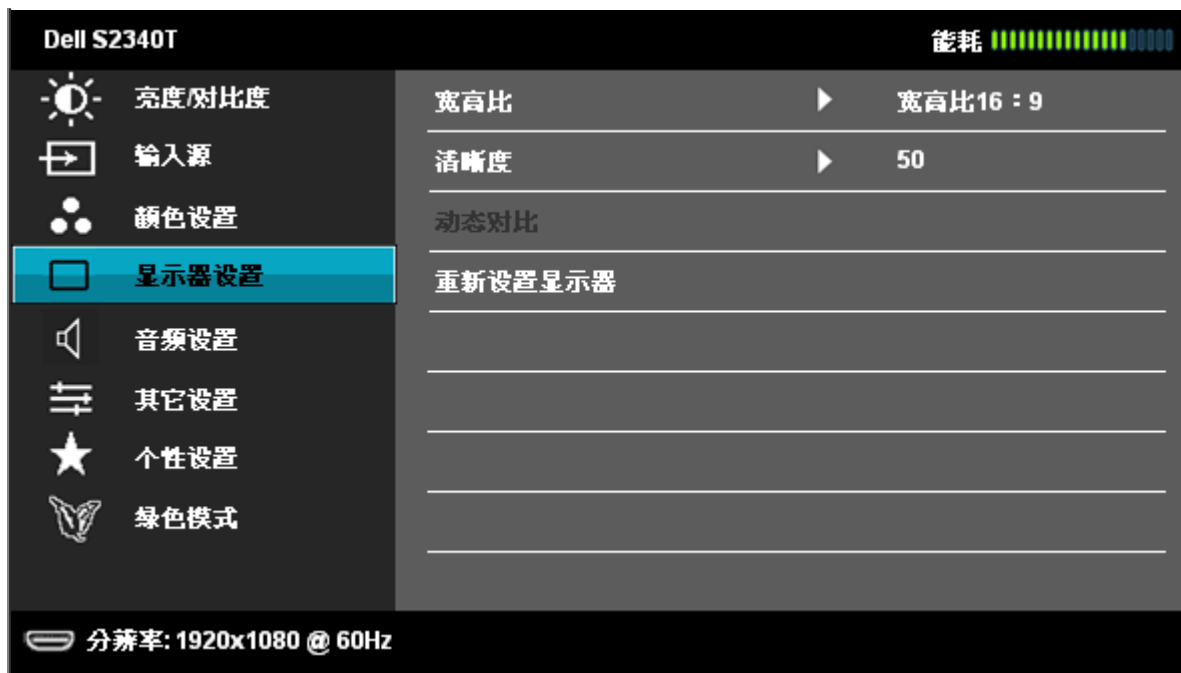 Dell S2340T 能耗
亮度/对比度
输入源
颜色设置
显示器设置
音频设置
其它设置
个性设置
绿色模式
宽高比 宽高比16：9
清晰度 50
动态对比
重新设置显示器
分辨率: 1920x1080 @ 60Hz